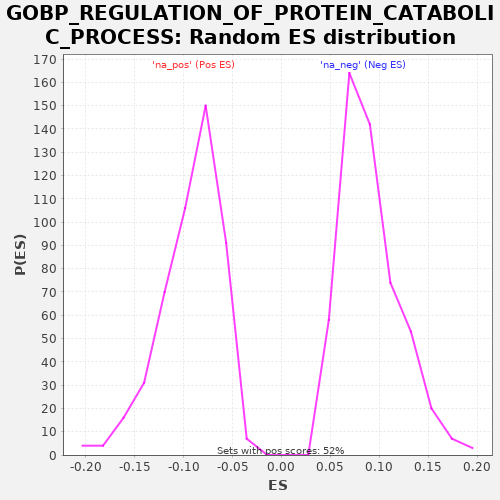 GOBP_REGULATION_OF_PROTEIN_CATABOLI
C_PROCESS: Random ES distribution
'na_pos' (Pos ES)
'na_neg' (Neg ES)
170
160
150
140
130
120
110
100
90
80
70
60
50
40
30
20
10
0
P(ES)
Sets with pos scores: 52%
-0.20 -0.15 -0.10 -0.05 0.00 0.05 0.10 0.15 0.20
ES